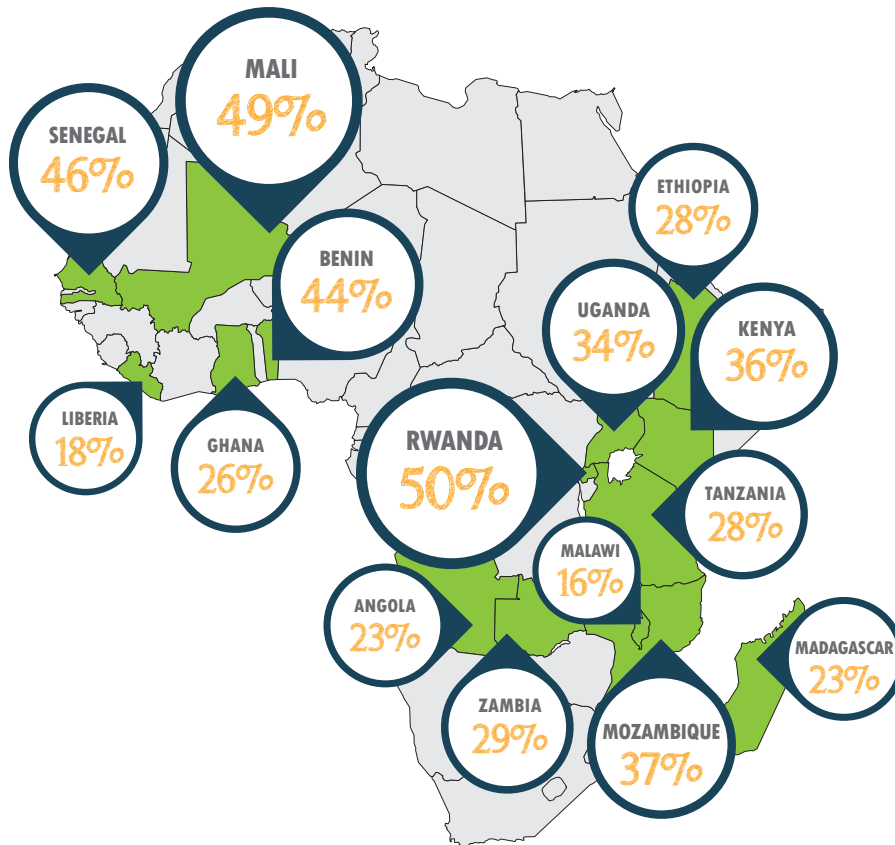 MALI
49%
SENEGAL
46%
ETHIOPIA
28%
BENIN
44%
UGANDA
34%
KENYA
36%
LIBERIA
18%
GHANA
26%
RWANDA
50%
TANZANIA
28%
MALAWI
16%
ANGOLA
23%
MADAGASCAR
23%
ZAMBIA
29%
MOZAMBIQUE
37%